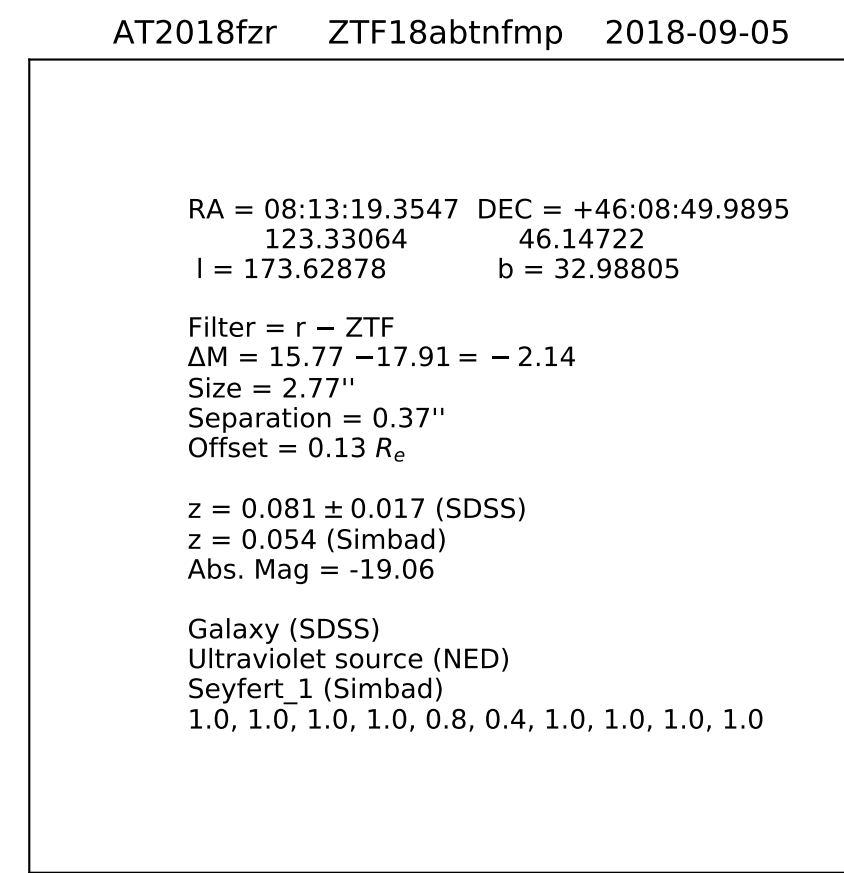 AT2018fzr ZTF18abtnfmp 2018-09-05
RA = 08:13:19.3547 DEC = +46:08:49.9895
123.33064 46.14722
l = 173.62878 b = 32.98805
Filter = r − ZTF
ΔM = 15.77 −17.91 = − 2.14
Size = 2.77''
Separation = 0.37''
Offset = 0.13 Rₑ
z = 0.081 ± 0.017 (SDSS)
z = 0.054 (Simbad)
Abs. Mag = -19.06
Galaxy (SDSS)
Ultraviolet source (NED)
Seyfert_1 (Simbad)
1.0, 1.0, 1.0, 1.0, 0.8, 0.4, 1.0, 1.0, 1.0, 1.0